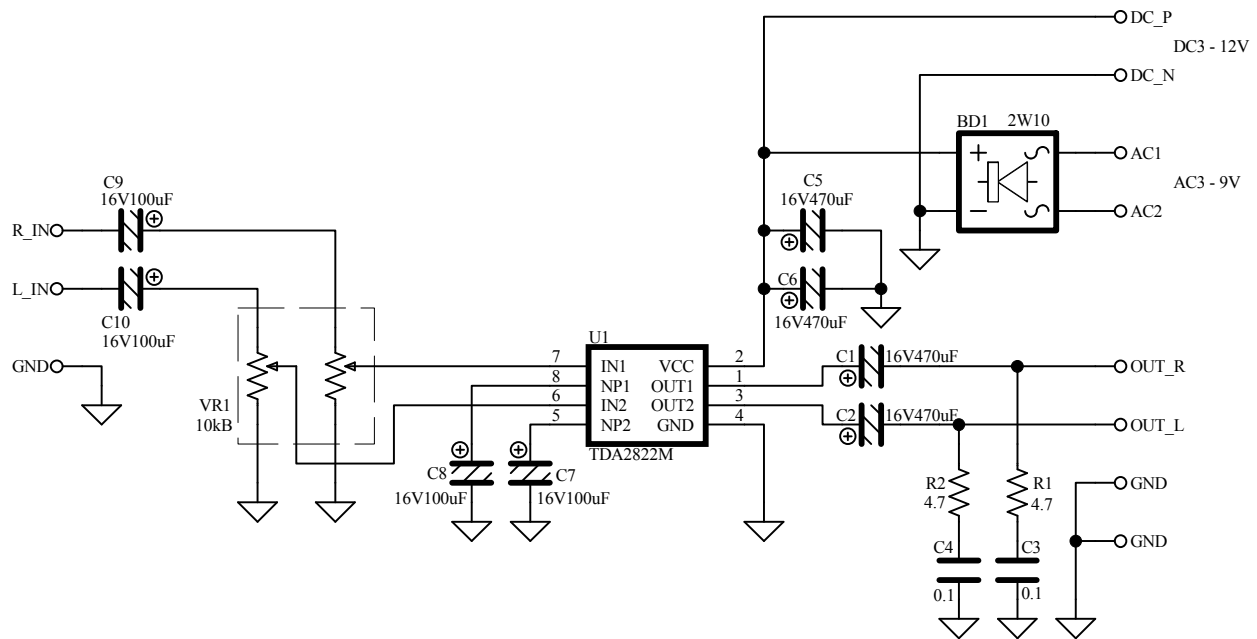 DC_P
DC3 - 12V
DC_N
BD1 2W10
+
AC1
AC3 - 9V
−
AC2
C9
16V100uF
R_IN
L_IN
C10
16V100uF
GND
VR1
10kB
C5
16V470uF
C6
16V470uF
U1
7 IN1 VCC 2
8 NP1 OUT1 1
6 IN2 OUT2 3
5 NP2 GND 4
TDA2822M
C8
16V100uF
C7
16V100uF
C1 16V470uF
OUT_R
C2 16V470uF
OUT_L
R2
4.7
R1
4.7
GND
GND
C4
0.1
C3
0.1